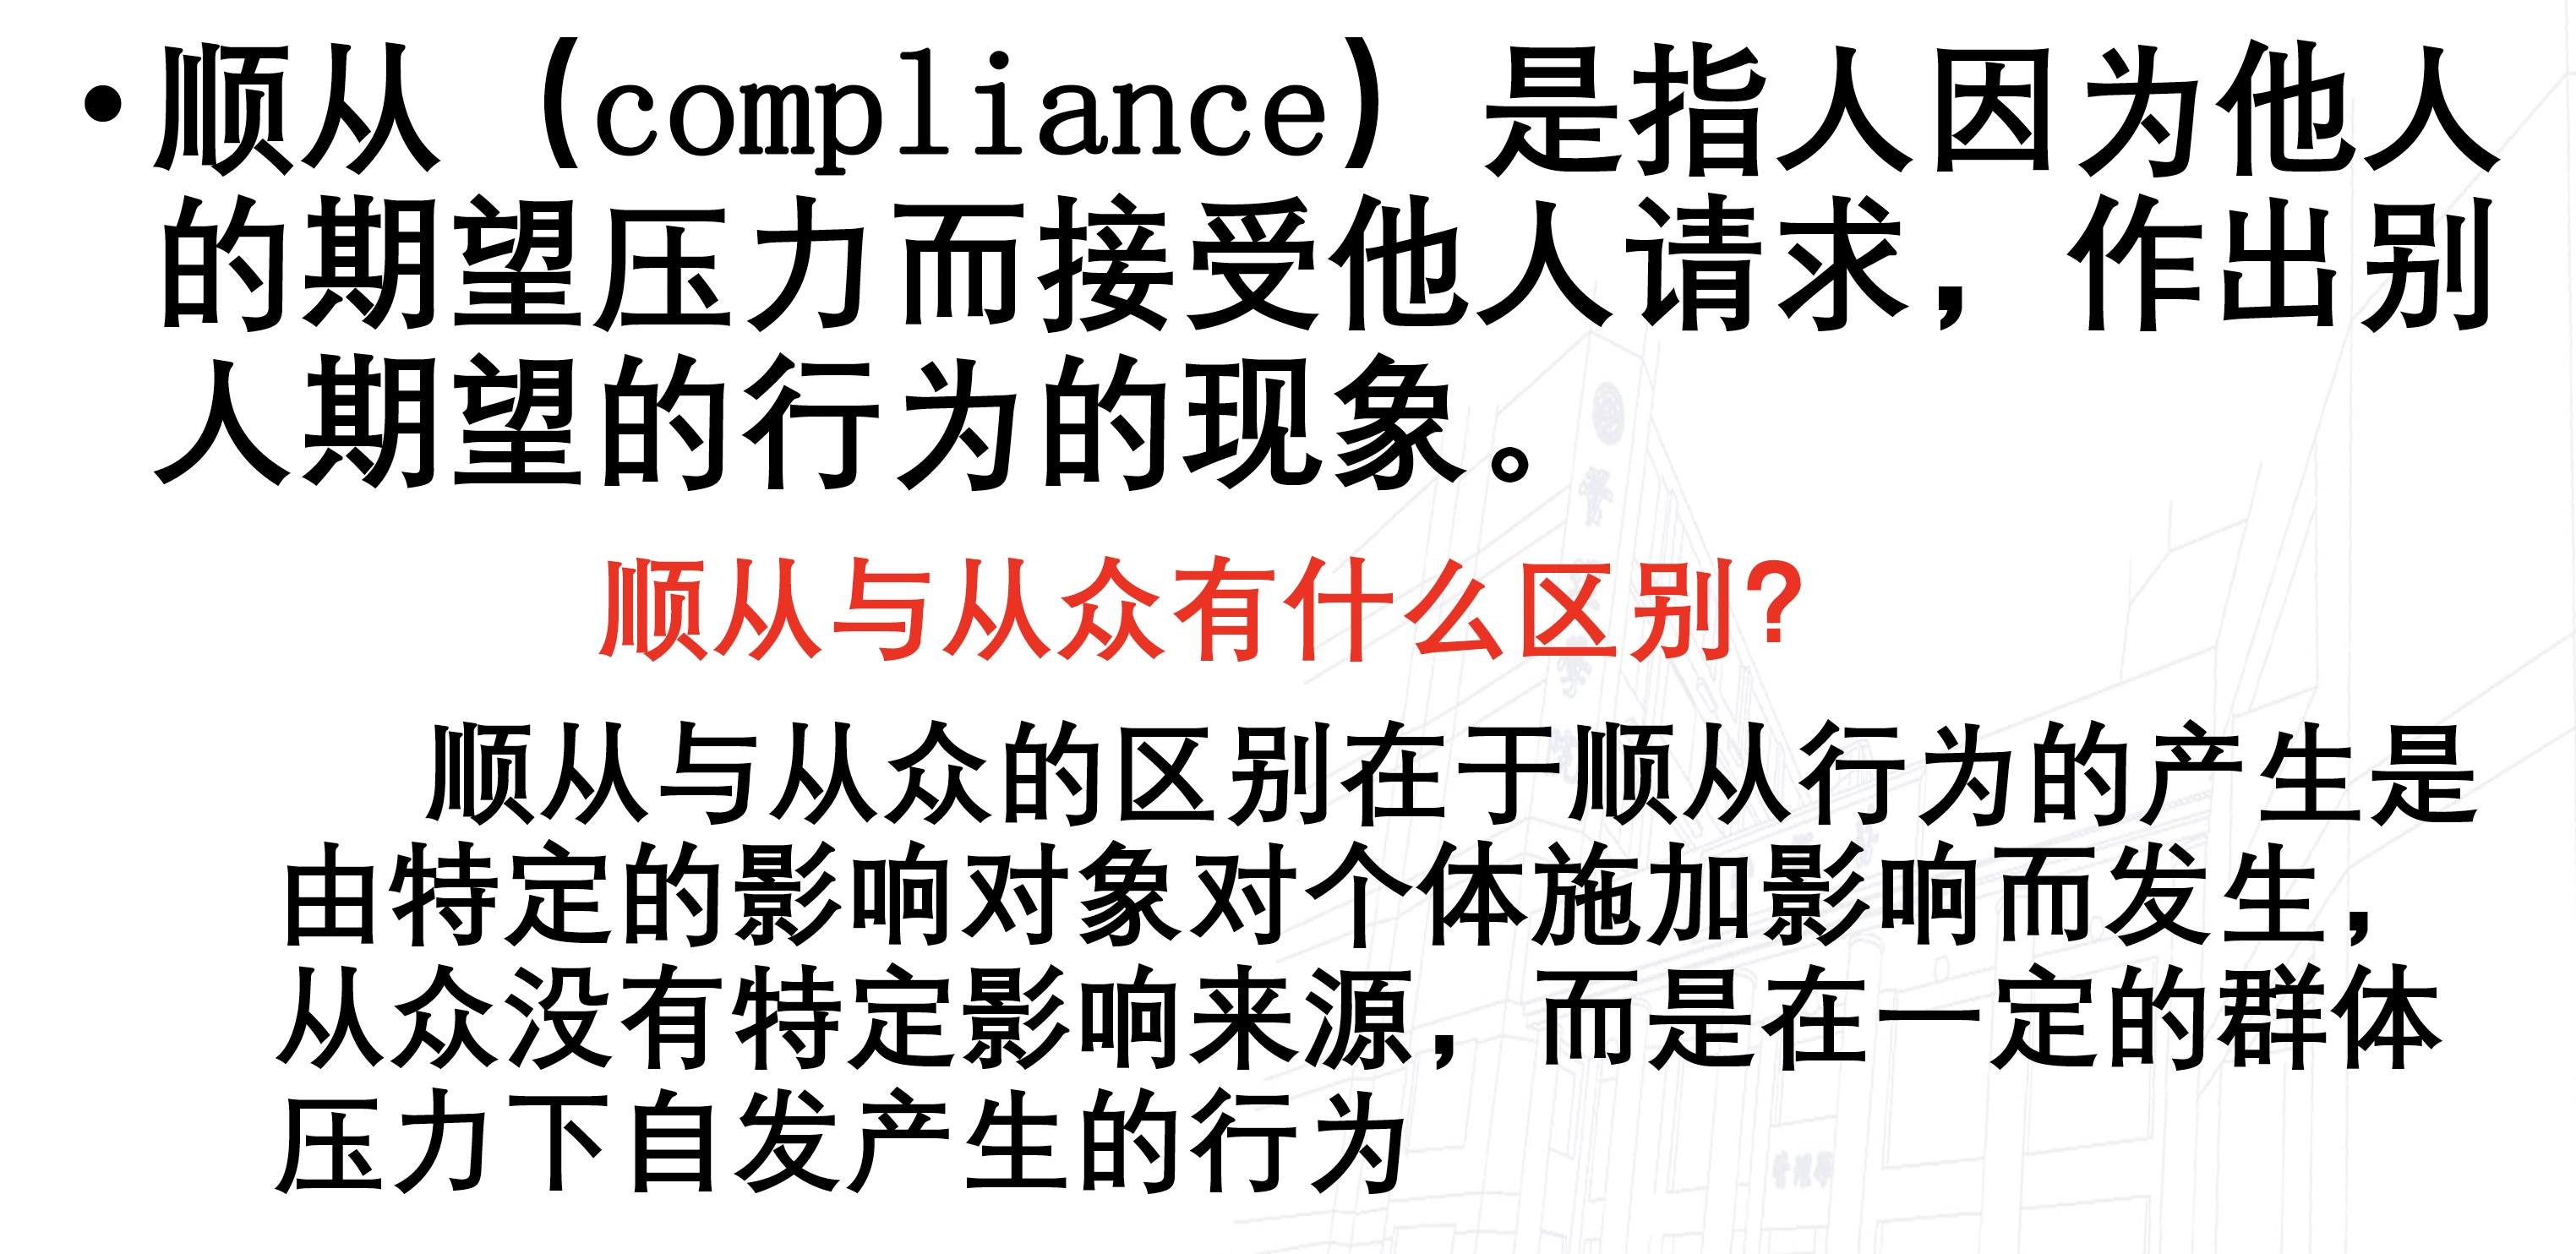 •顺从（compliance）是指人因为他人
的期望压力而接受他人请求，作出别
人期望的行为的现象。
顺从与从众有什么区别?
顺从与从众的区别在于顺从行为的产生是
由特定的影响对象对个体施加影响而发生，
从众没有特定影响来源，而是在一定的群体
压力下自发产生的行为